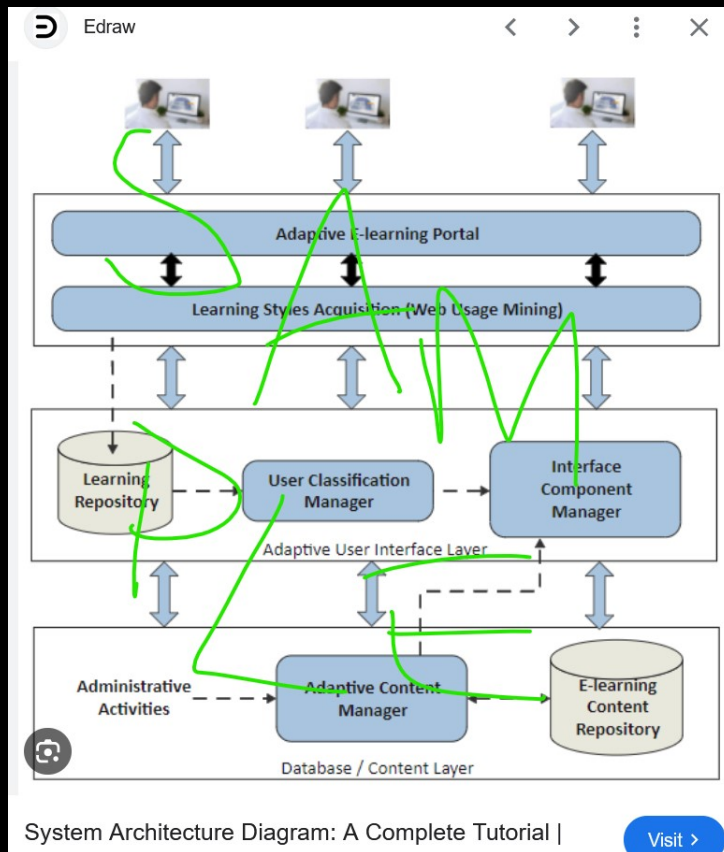 Edraw
Adaptive E-learning Portal
Learning Styles Acquisition (Web Usage Mining)
Learning
Repository
User Classification
Manager
Interface
Component
Manager
Adaptive User Interface Layer
Administrative
Activities
Adaptive Content
Manager
E-learning
Content
Repository
Database / Content Layer
SAM
PLE
System Architecture Diagram: A Complete Tutorial |
Visit >